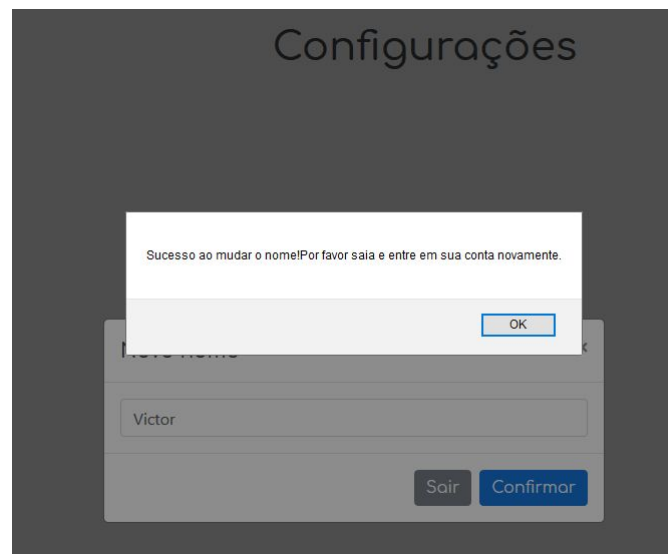 Configurações
Sucesso ao mudar o nome!Por favor saia e entre em sua conta novamente.
OK
Victor
Sair
Confirmar